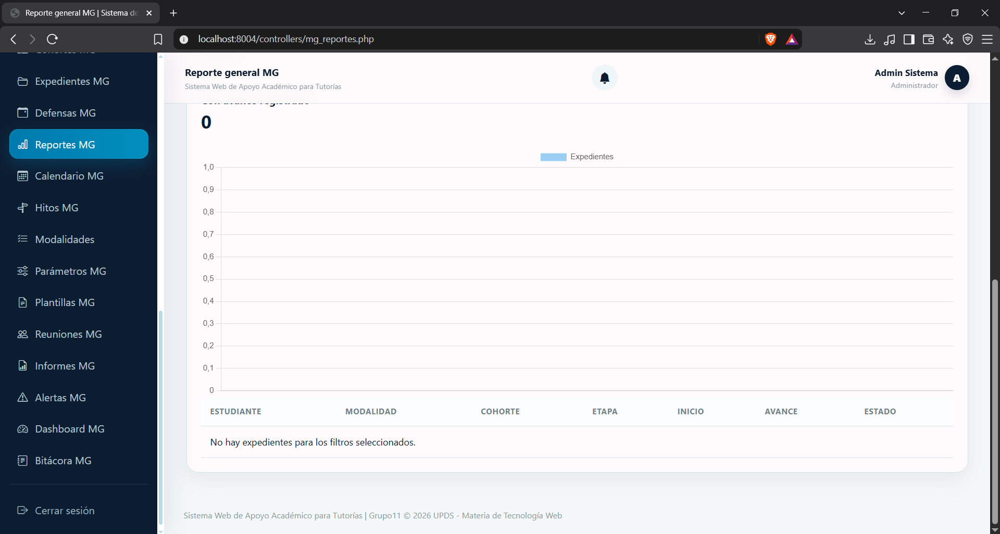 Reporte general MG | Sistema de
localhost:8004/controllers/mg_reportes.php
Expedientes MG
Defensas MG
Reportes MG
Calendario MG
Hitos MG
Modalidades
Parámetros MG
Plantillas MG
Reuniones MG
Informes MG
Alertas MG
Dashboard MG
Bitácora MG
Cerrar sesión
Reporte general MG
Sistema Web de Apoyo Académico para Tutorías
Admin Sistema
Administrador
A
0
Expedientes
1,0
0,9
0,8
0,7
0,6
0,5
0,4
0,3
0,2
0,1
0
ESTUDIANTE MODALIDAD COHORTE ETAPA INICIO AVANCE ESTADO
No hay expedientes para los filtros seleccionados.
Sistema Web de Apoyo Académico para Tutorías | Grupo11 © 2026 UPDS - Materia de Tecnología Web